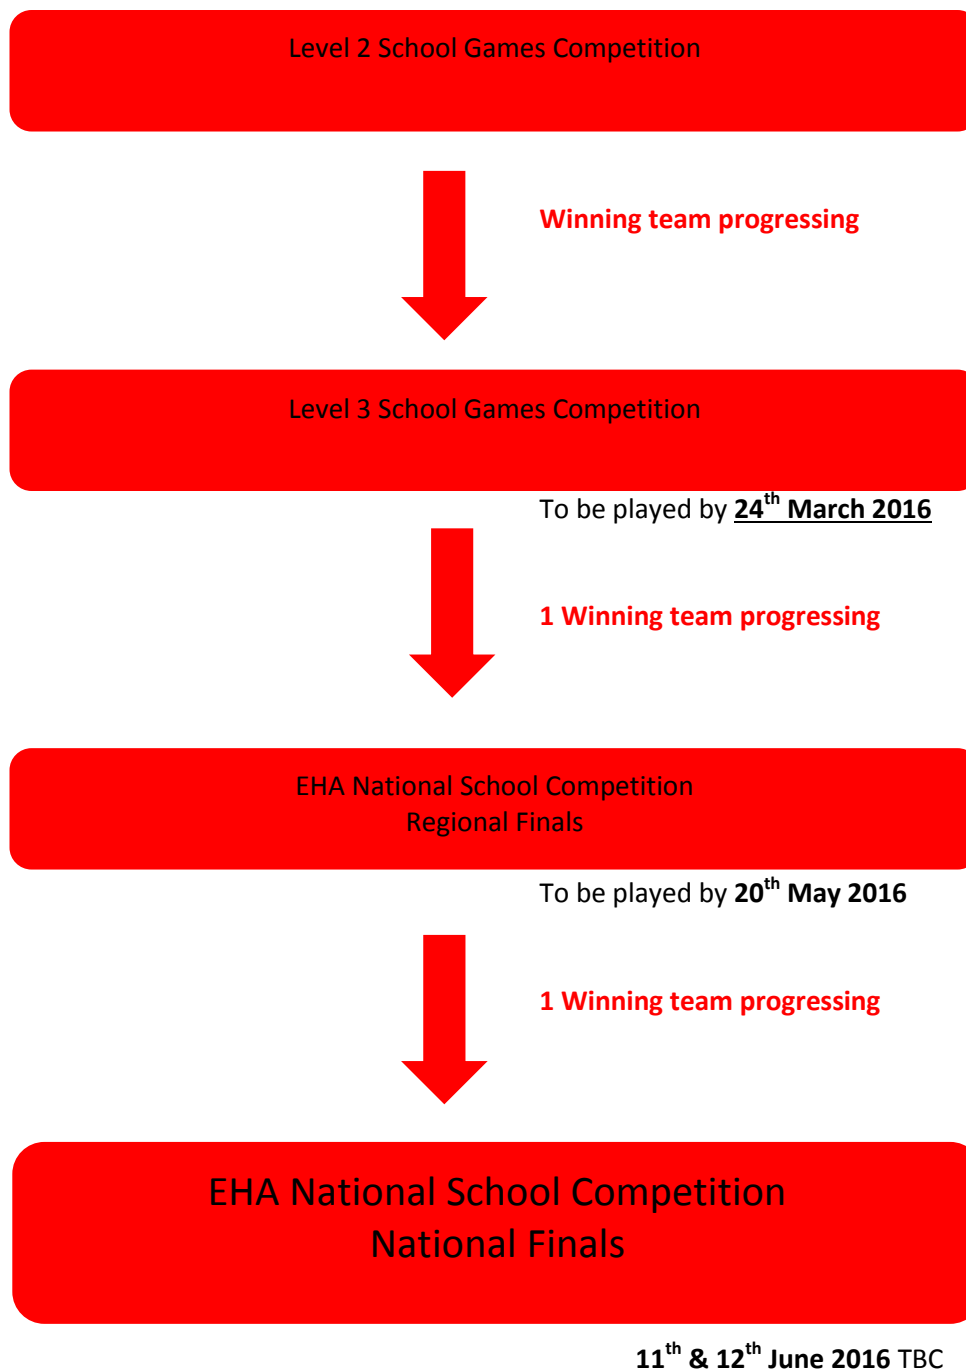 Level 2 School Games Competition
Winning team progressing
Level 3 School Games Competition
To be played by 24th March 2016
1 Winning team progressing
EHA National School Competition
Regional Finals
To be played by 20th May 2016
1 Winning team progressing
EHA National School Competition
National Finals
11th & 12th June 2016 TBC